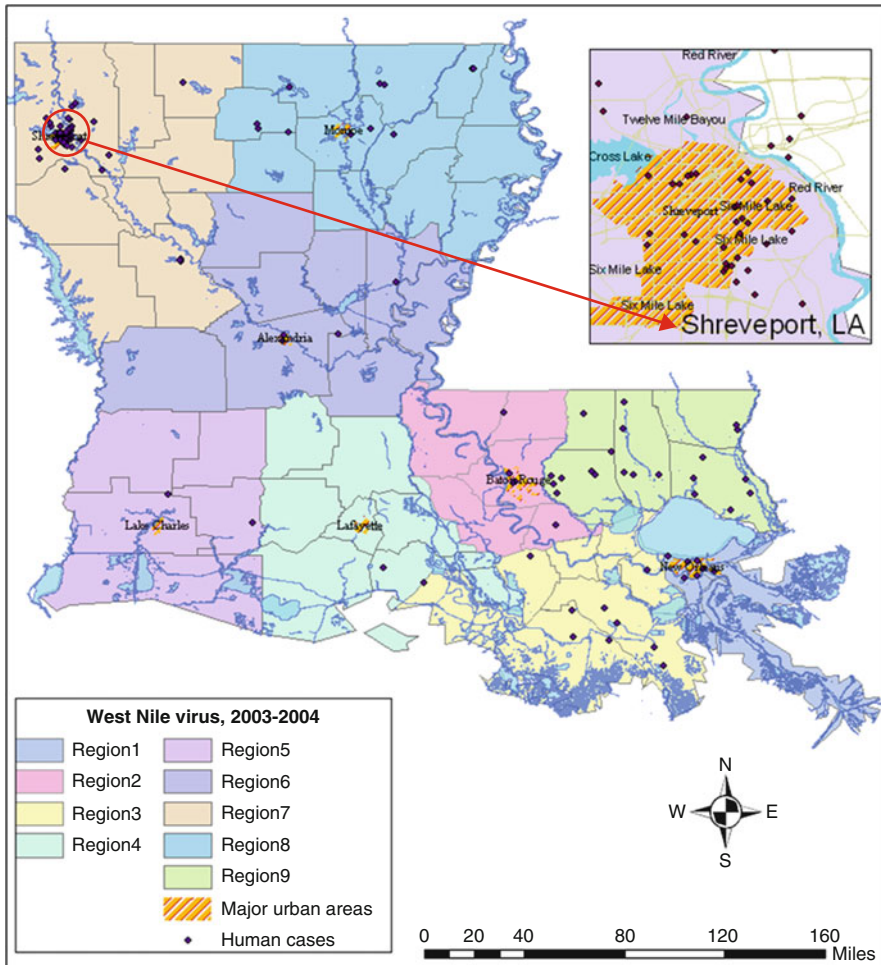 Shreveport
Monroe
Alexandria
Baton Rouge
Lake Charles
Lafayette
New Orleans
Red River
Twelve Mile Bayou
Cross Lake
Red River
Shreveport
Six Mile Lake
Six Mile Lake
Six Mile Lake
Six Mile Lake
Shreveport, LA
West Nile virus, 2003-2004
Region1
Region2
Region3
Region4
Region5
Region6
Region7
Region8
Region9
Major urban areas
Human cases
N
W
E
S
0 20 40 80 120 160
Miles